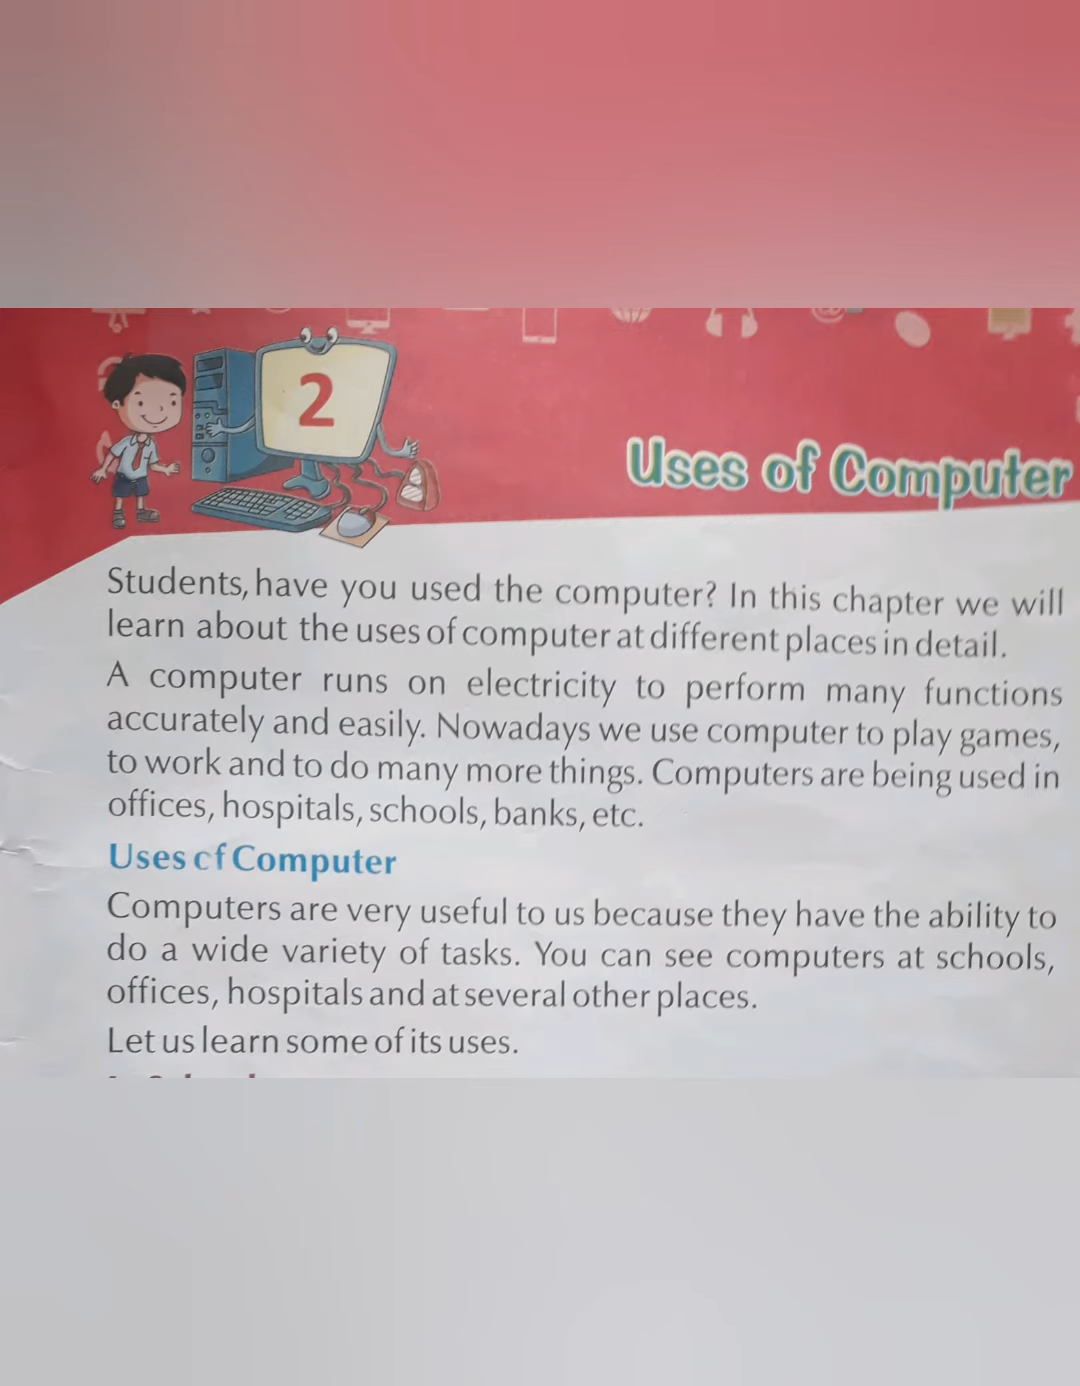 2
Uses of Computer
Students, have you used the computer? In this chapter we will
learn about the uses of computer at different places in detail.
A computer runs on electricity to perform many functions
accurately and easily. Nowadays we use computer to play games,
to work and to do many more things. Computers are being used in
offices, hospitals, schools, banks, etc.
Uses of Computer
Computers are very useful to us because they have the ability to
do a wide variety of tasks. You can see computers at schools,
offices, hospitals and at several other places.
Let us learn some of its uses.